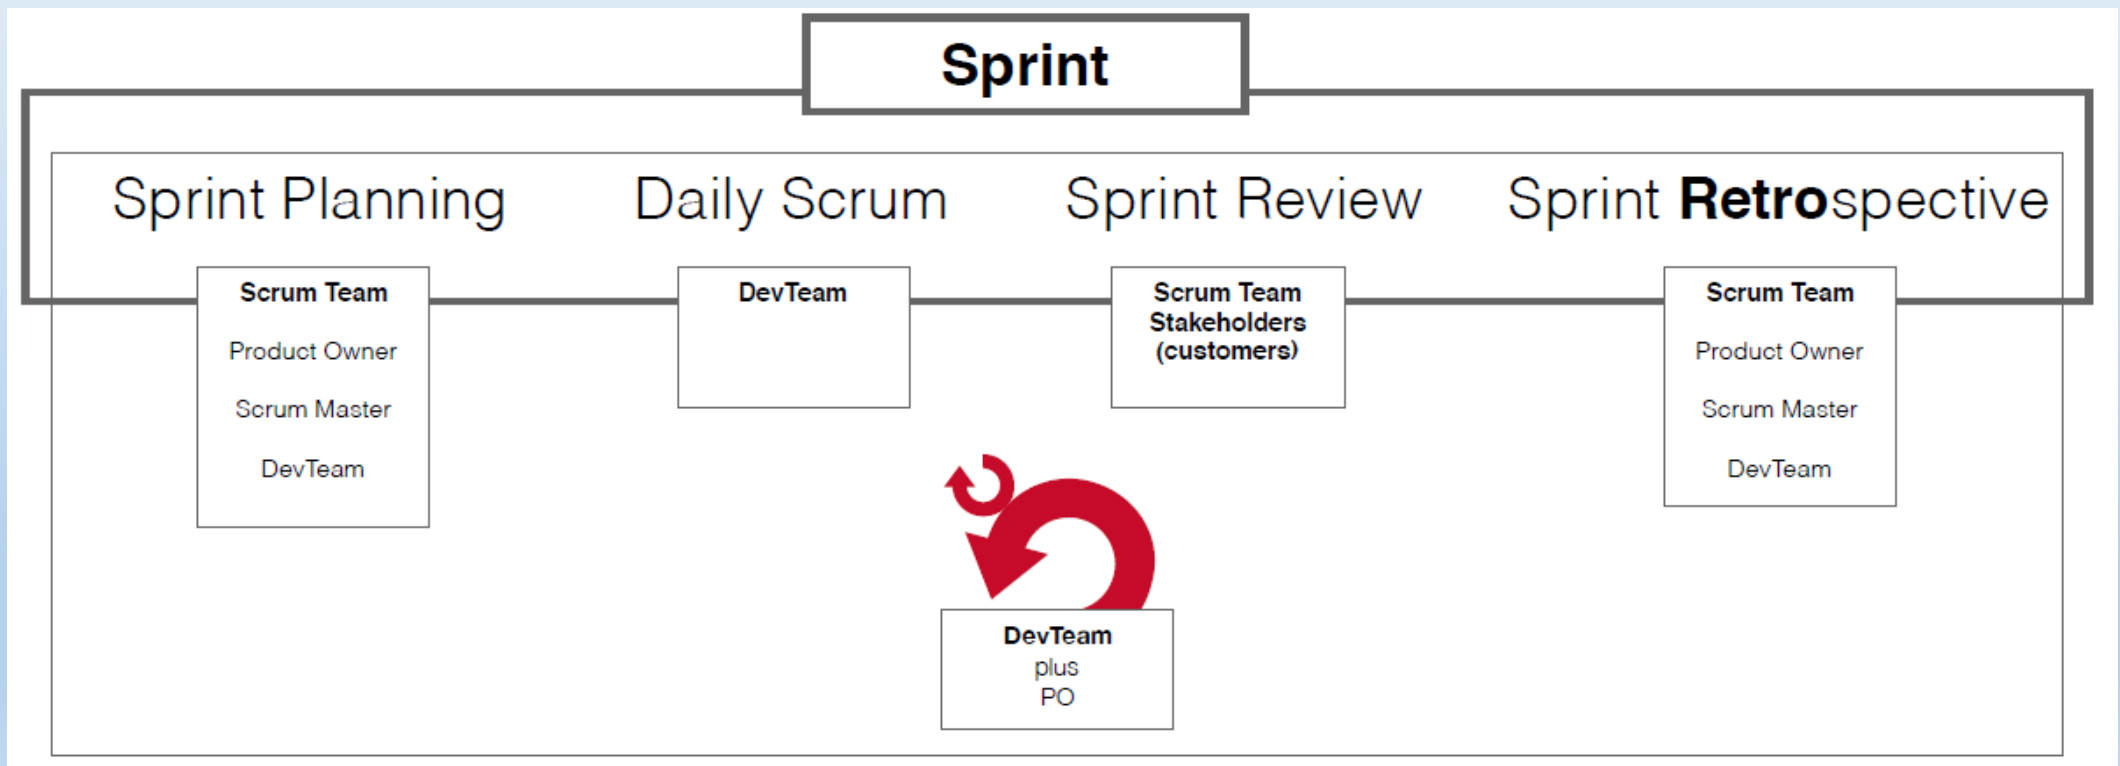 Sprint
Sprint Planning
Daily Scrum
Sprint Review
Sprint Retrospective
Scrum Team
Product Owner
Scrum Master
DevTeam
DevTeam
Scrum Team
Stakeholders
(customers)
Scrum Team
Product Owner
Scrum Master
DevTeam
DevTeam
plus
PO